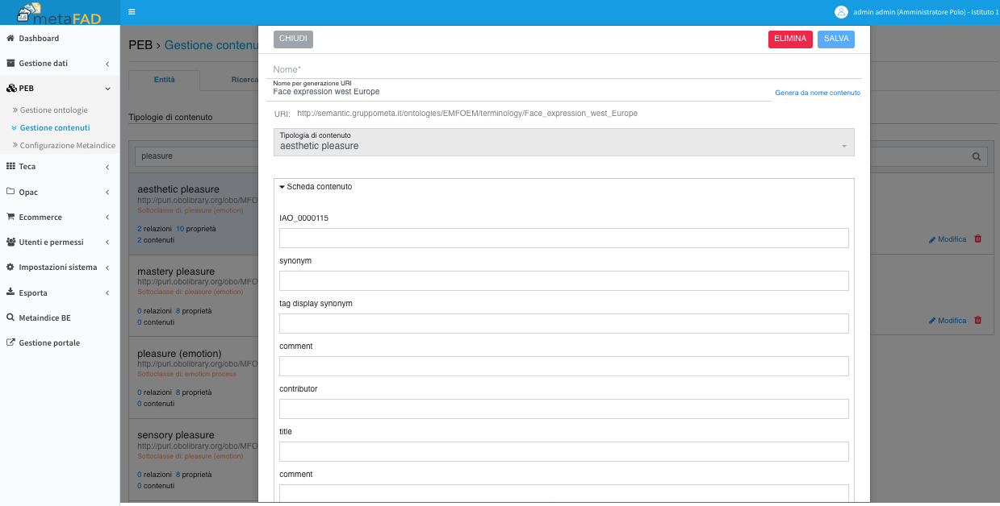 metaFAD
admin admin (Amministratore Polo) - Istituto 1
Dashboard
Gestione dati
PEB
Gestione ontologie
Gestione contenuti
Configurazione Metaindice
Teca
Opac
Ecommerce
Utenti e permessi
Impostazioni sistema
Esporta
Metaindice BE
Gestione portale
PEB › Gestione contenu
Entità
Ricerca
Tipologie di contenuto
pleasure
aesthetic pleasure
http://purl.obolibrary.org/obo/MFO
Sottoclasse di: pleasure (emotion)
2 relazioni 10 proprietà
2 contenuti
Modifica
mastery pleasure
http://purl.obolibrary.org/obo/MFO
Sottoclasse di: pleasure (emotion)
0 relazioni 8 proprietà
0 contenuti
Modifica
pleasure (emotion)
http://purl.obolibrary.org/obo/MFO
Sottoclasse di: emotion process
0 relazioni 8 proprietà
0 contenuti
sensory pleasure
http://purl.obolibrary.org/obo/MFO
Sottoclasse di: pleasure (emotion)
0 relazioni 8 proprietà
0 contenuti
CHIUDI
ELIMINA
SALVA
Nome*
Nome per generazione URI
Face expression west Europe
Genera da nome contenuto
URI: http://semantic.gruppometa.it/ontologies/EMFOEM/terminology/Face_expression_west_Europe
Tipologia di contenuto
aesthetic pleasure
Scheda contenuto
IAO_0000115
synonym
tag display synonym
comment
contributor
title
comment